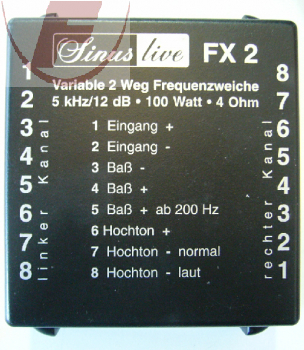 Sinus live FX 2
Variable 2 Weg Frequenzweiche
5 kHz/12 dB • 100 Watt • 4 Ohm
1 2 3 4 5 6 7 8
linker Kanal
1 Eingang +
2 Eingang -
3 Baß -
4 Baß +
5 Baß + ab 200 Hz
6 Hochton +
7 Hochton - normal
8 Hochton - laut
rechter Kanal
8 7 6 5 4 3 2 1